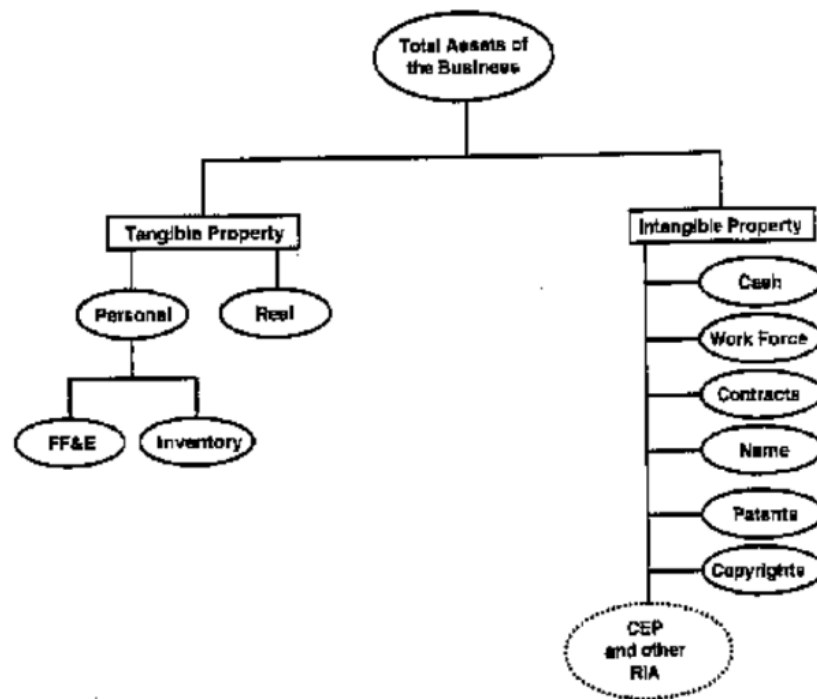 Total Assets of
the Business
Tangible Property
Intangible Property
Personal
Real
FF&E
Inventory
Cash
Work Force
Contracts
Name
Patents
Copyrights
CEP
and other
RIA